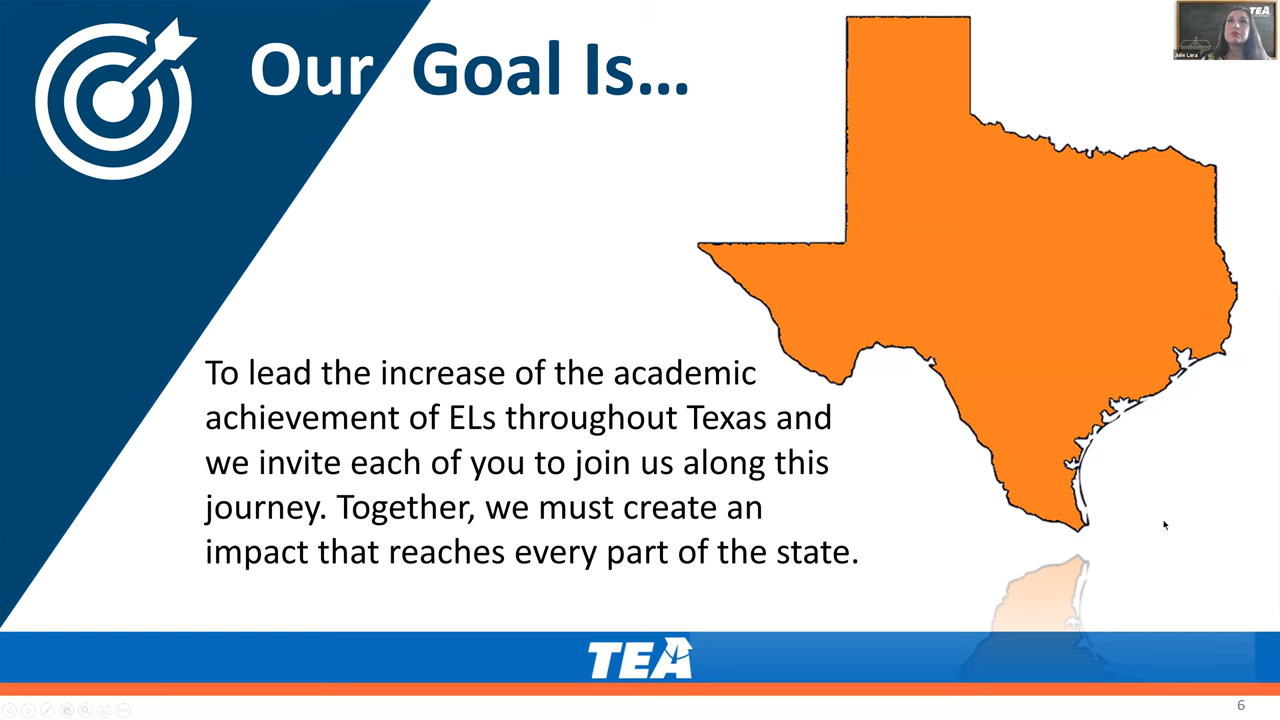 Our Goal Is...
To lead the increase of the academic
achievement of ELs throughout Texas and
we invite each of you to join us along this
journey. Together, we must create an
impact that reaches every part of the state.
TEA
Julie Lara
TEA
6